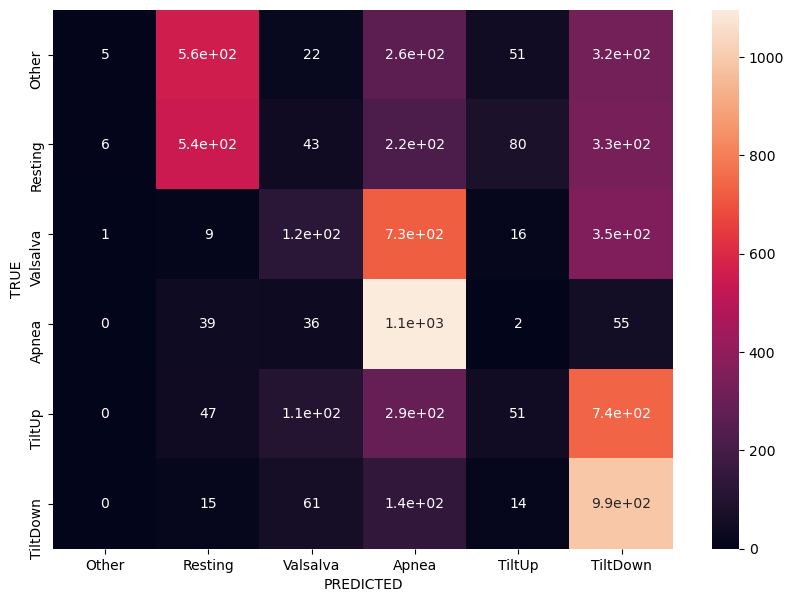 TRUE
Other 5 5.6e+02 22 2.6e+02 51 3.2e+02
Resting 6 5.4e+02 43 2.2e+02 80 3.3e+02
Valsalva 1 9 1.2e+02 7.3e+02 16 3.5e+02
Apnea 0 39 36 1.1e+03 2 55
TiltUp 0 47 1.1e+02 2.9e+02 51 7.4e+02
TiltDown 0 15 61 1.4e+02 14 9.9e+02
Other Resting Valsalva Apnea TiltUp TiltDown
PREDICTED
1000
800
600
400
200
0